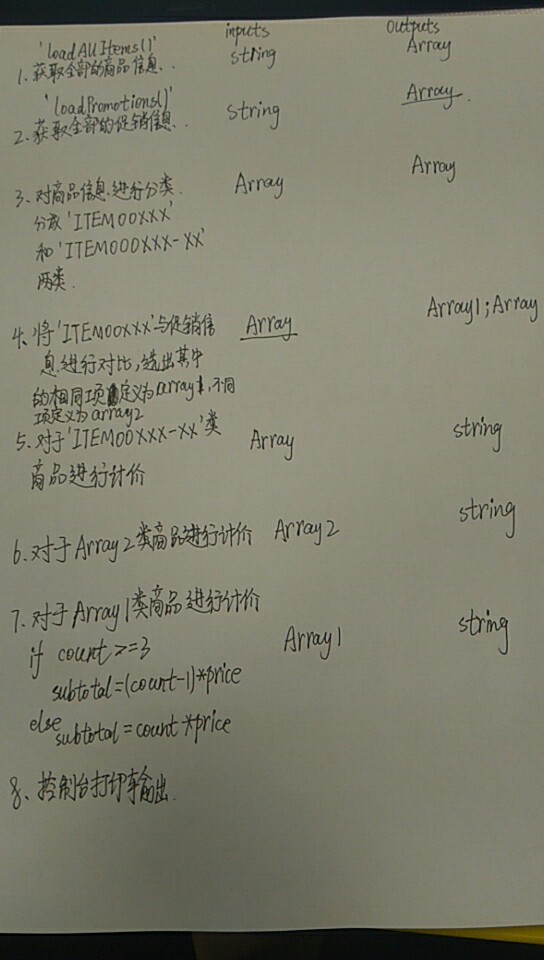 inputs outputs
'loadAllItems()'
1.获取全部的商品信息.. string Array
'loadPromotions()'
2.获取全部的促销信息.. string Array.
3.对商品信息.进行分类. Array Array
分成'ITEM00XXX'
和'ITEM000XXX-XX'
两类.
4.将'ITEM00XXX'与促销信 Array Array1;Array
息.进行对比,选出其中
的相同项定义为array1,不同
项定义为array2
5.对于'ITEM00XXX-XX'类 Array string
商品进行计价
6.对于Array2类商品进行计价 Array2 string
7.对于Array1类商品进行计价
if count>=3 Array1 string
subtotal=(count-1)*price
else
subtotal=count*price
8、控制台打印输出.